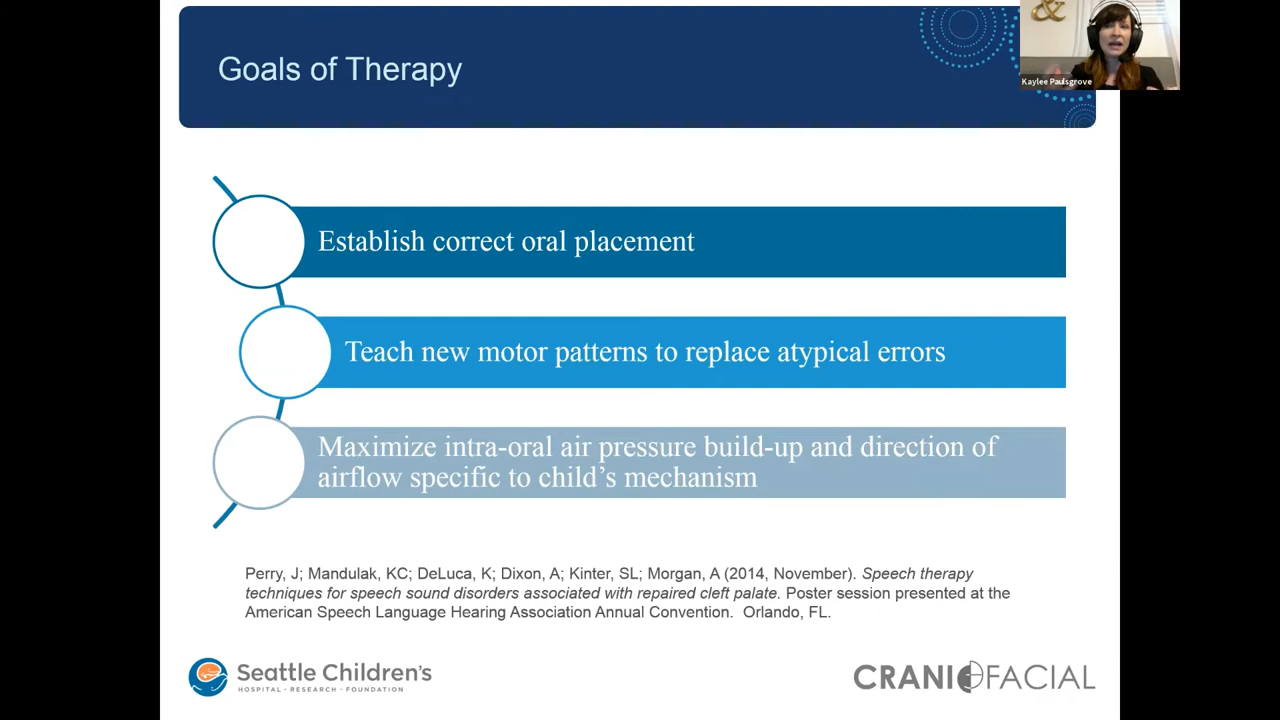 Goals of Therapy
&
Kaylee Paulsgrove
Establish correct oral placement
Teach new motor patterns to replace atypical errors
Maximize intra-oral air pressure build-up and direction of
airflow specific to child’s mechanism
Perry, J; Mandulak, KC; DeLuca, K; Dixon, A; Kinter, SL; Morgan, A (2014, November). Speech therapy
techniques for speech sound disorders associated with repaired cleft palate. Poster session presented at the
American Speech Language Hearing Association Annual Convention.  Orlando, FL.
Seattle Children's
HOSPITAL · RESEARCH · FOUNDATION
CRANIOFACIAL